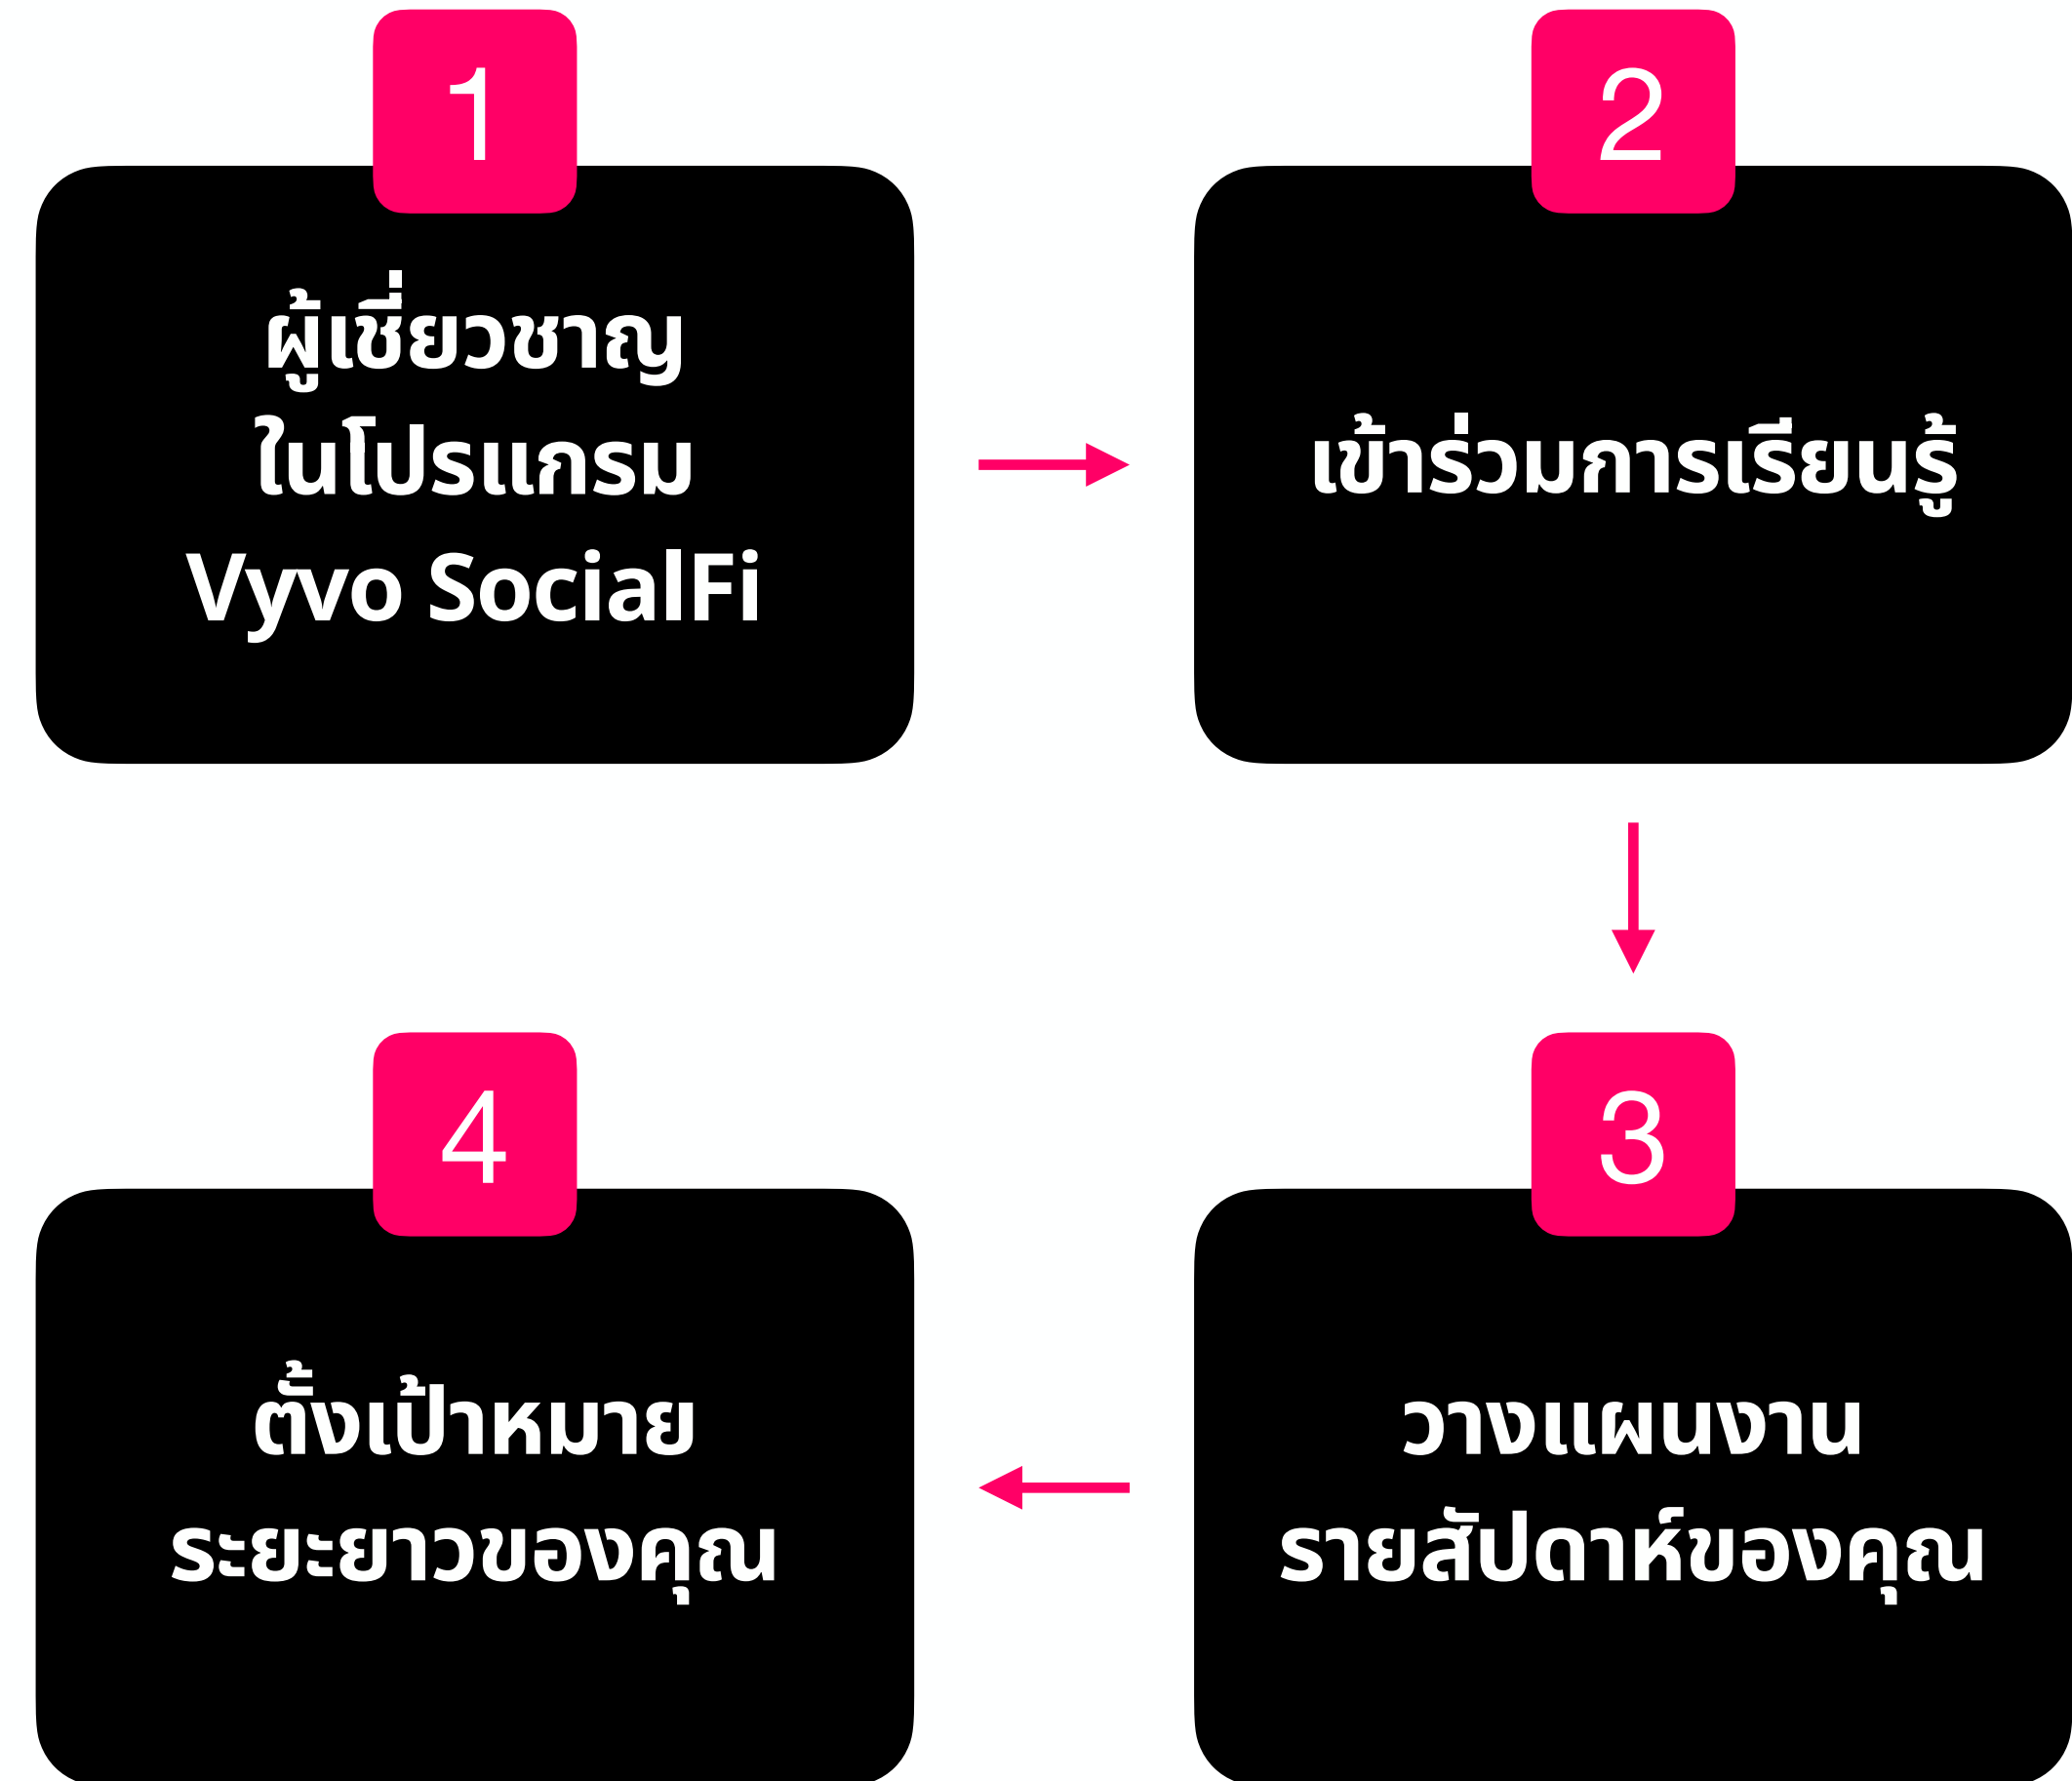 1
ผู้เชี่ยวชาญ
ในโปรแกรม
Vyvo SocialFi
2
เข้าร่วมการเรียนรู้
3
วางแผนงาน
รายสัปดาห์ของคุณ
4
ตั้งเป้าหมาย
ระยะยาวของคุณ